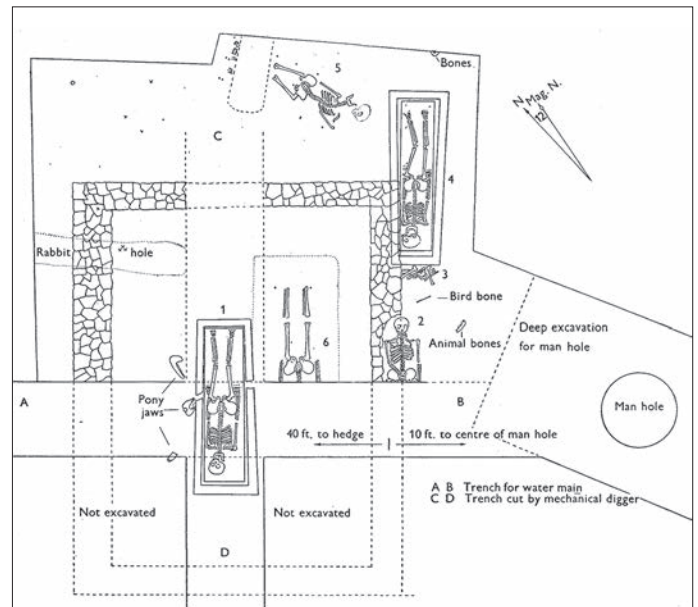 5
Bones
N
Mag. N.
12
C
4
Rabbit
hole
3
1
Bird bone
2
6
Animal bones
Deep excavation
for man hole
Pony
jaws
A
B
Man hole
40 ft. to hedge
10 ft. to centre of man hole
A B Trench for water main
C D Trench cut by mechanical digger
Not excavated
Not excavated
D